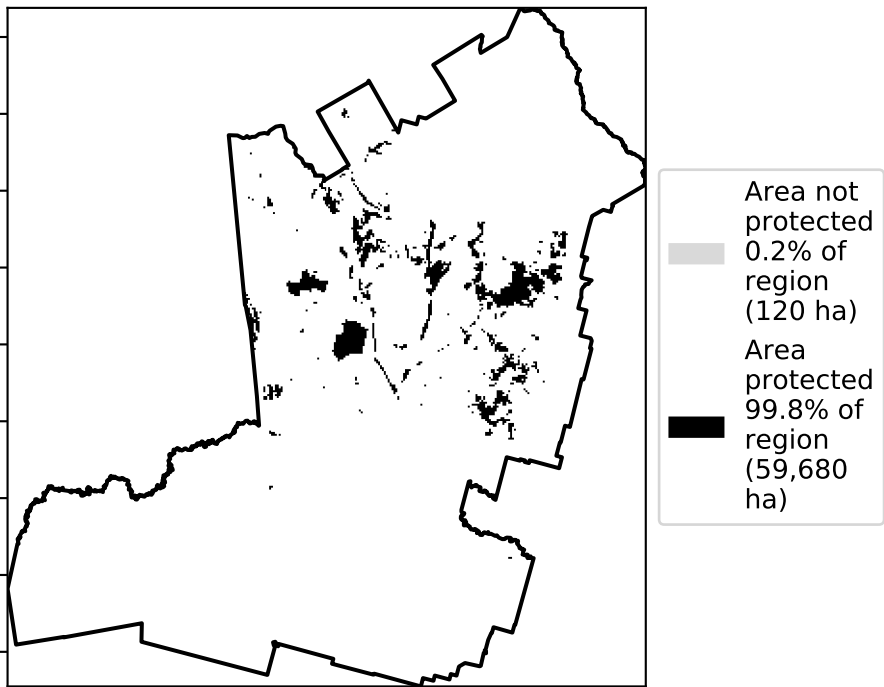 Area not
protected
0.2% of
region
(120 ha)
Area
protected
99.8% of
region
(59,680
ha)